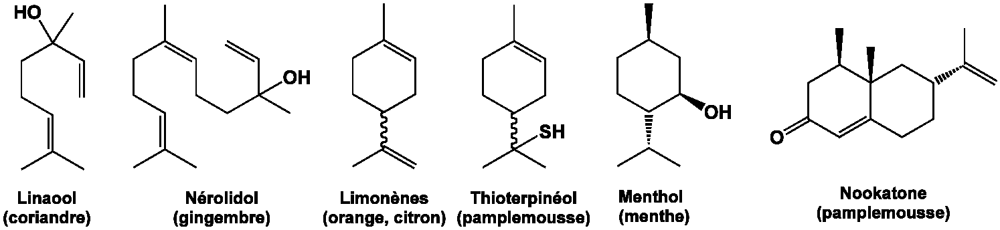 HO
OH
SH
OH
O
Linaool
(coriandre)
Nérolidol
(gingembre)
Limonènes
(orange, citron)
Thioterpinéol
(pamplemousse)
Menthol
(menthe)
Nookatone
(pamplemousse)